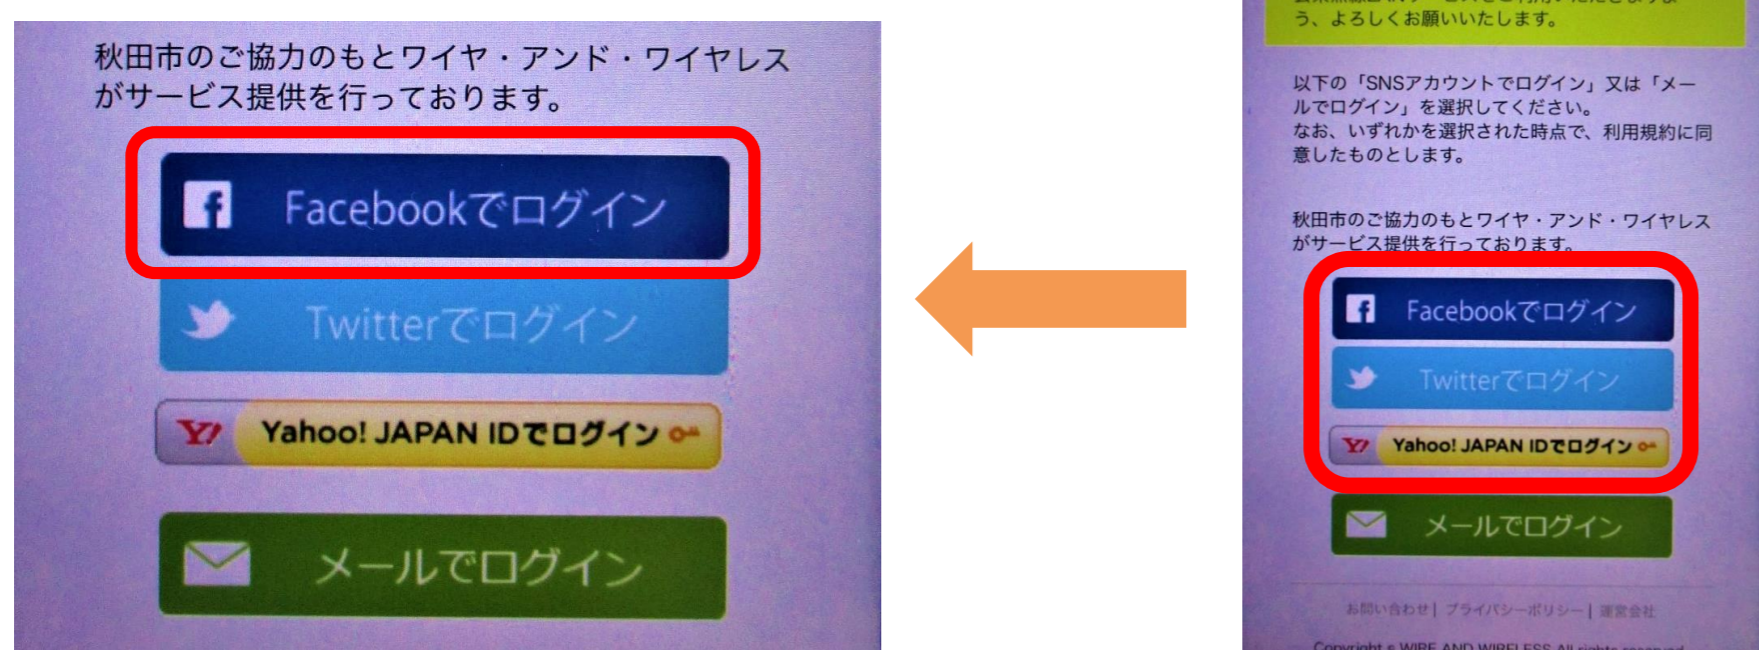 秋田市のご協力のもとワイヤ・アンド・ワイヤレス
がサービス提供を行っております。
Facebookでログイン
Twitterでログイン
Y! Yahoo! JAPAN IDでログイン
メールでログイン
う、よろしくお願いいたします。
以下の「SNSアカウントでログイン」又は「メー
ルでログイン」を選択してください。
なお、いずれかを選択された時点で、利用規約に同
意したものとします。
秋田市のご協力のもとワイヤ・アンド・ワイヤレス
がサービス提供を行っております。
Facebookでログイン
Twitterでログイン
Y! Yahoo! JAPAN IDでログイン
メールでログイン
お問い合わせ| プライバシーポリシー| 運営会社
Copyright © WIRE AND WIRELESS All rights reserved